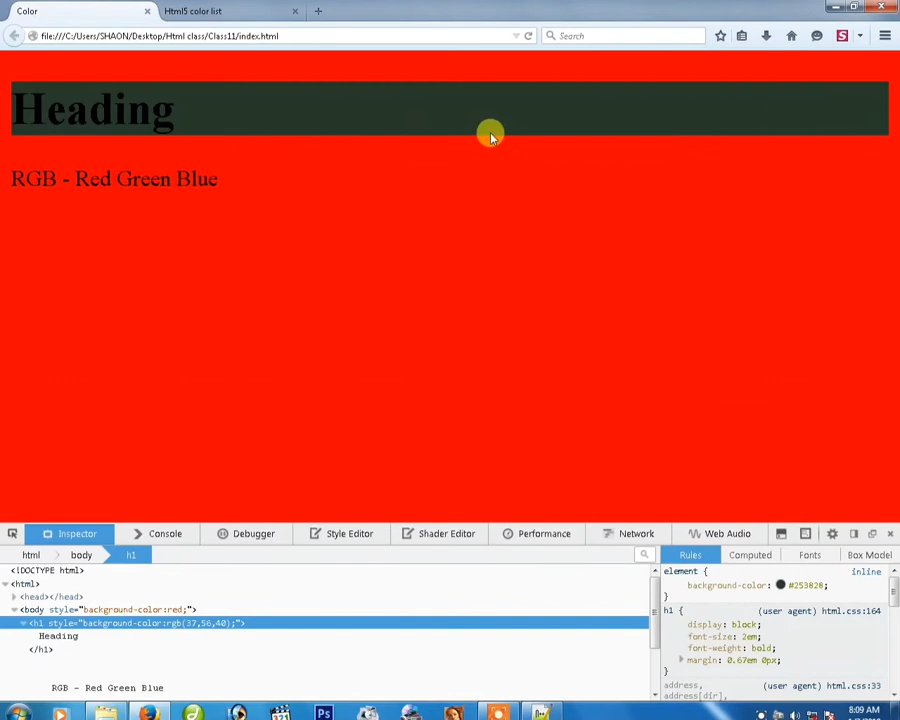 Color
Html5 color list
file:///C:/Users/SHAON/Desktop/Html class/Class11/index.html
Search
Heading
RGB - Red Green Blue
Inspector
Console
Debugger
Style Editor
Shader Editor
Performance
Network
Web Audio
html
body
h1
Rules
Computed
Fonts
Box Model
<!DOCTYPE html>
<html>
<head></head>
<body style="background-color:red;">
<h1 style="background-color:rgb(37,56,40);">
Heading
</h1>
RGB - Red Green Blue
element {
inline
background-color: #253828;
}
h1 {
(user agent) html.css:164
display: block;
font-size: 2em;
font-weight: bold;
margin: 0.67em 0px;
}
address,
(user agent) html.css:33
address[dir],
Ps
321
8:09 AM